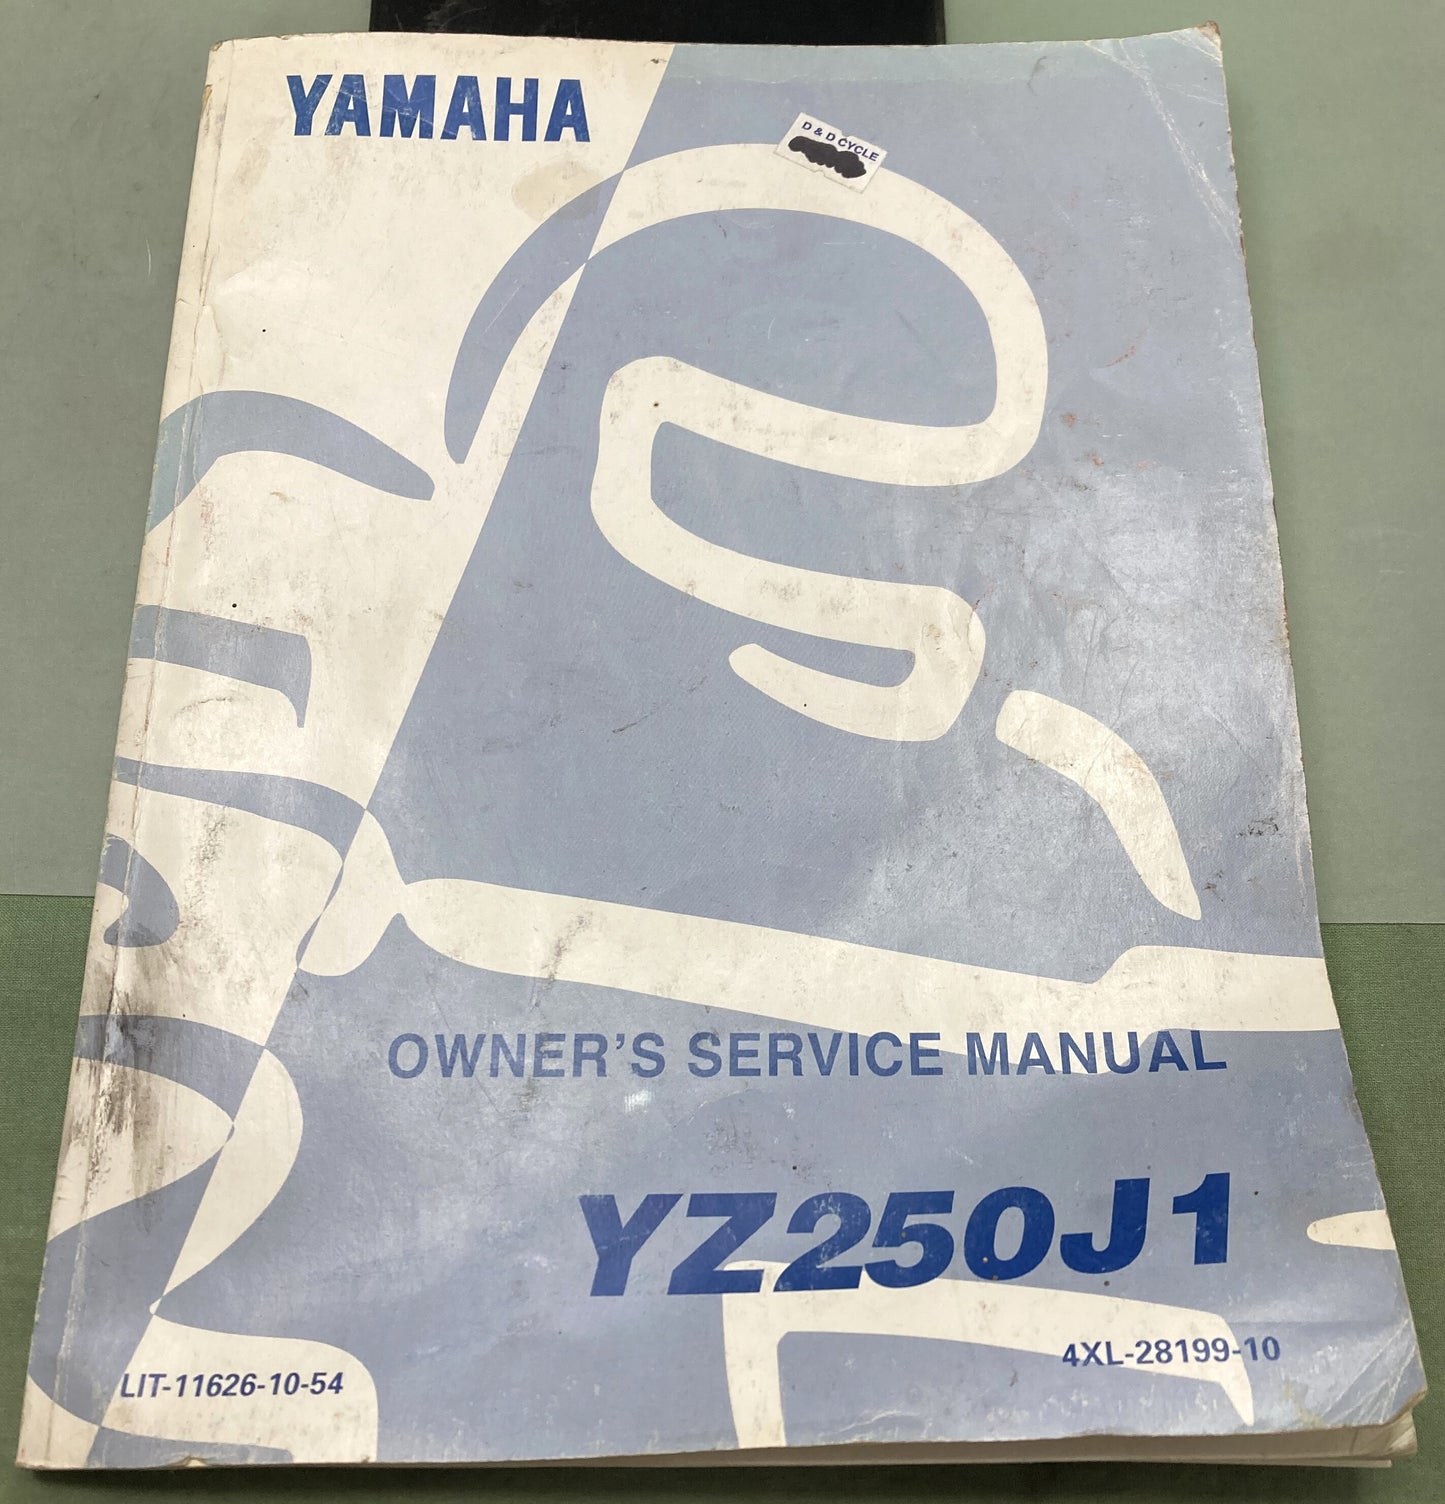 YAMAHA
D & D CYCLE
OWNER'S SERVICE MANUAL
YZ250J1
4XL-28199-10
LIT-11626-10-54